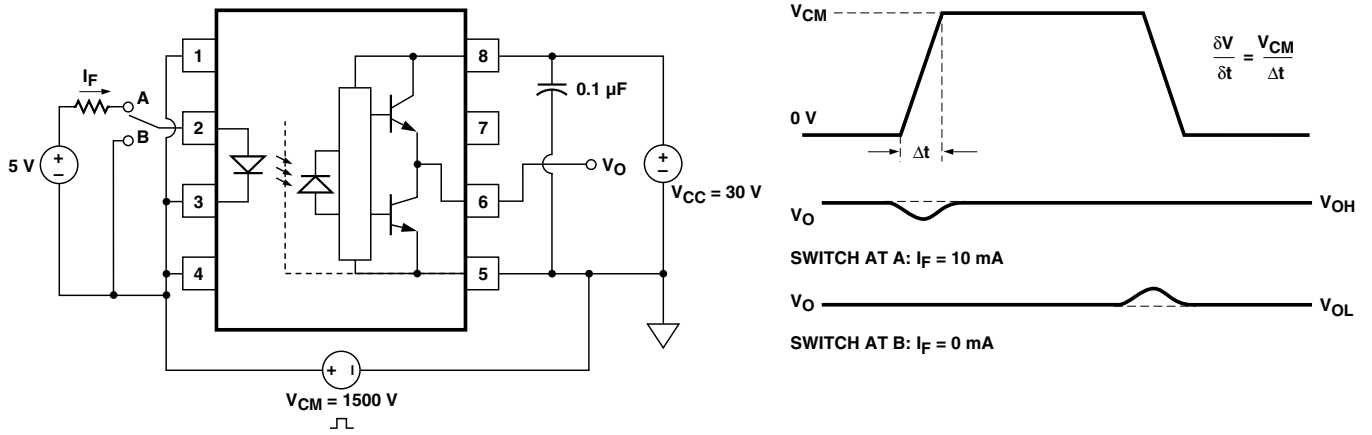 1
8
I_F
A
0.1 µF
2
7
B
5 V
+
–
V_O
+
–
3
6
V_CC = 30 V
4
5
+ –
V_CM = 1500 V
V_CM
δV/δt = V_CM/Δt
0 V
Δt
V_O
V_OH
SWITCH AT A: I_F = 10 mA
V_O
V_OL
SWITCH AT B: I_F = 0 mA